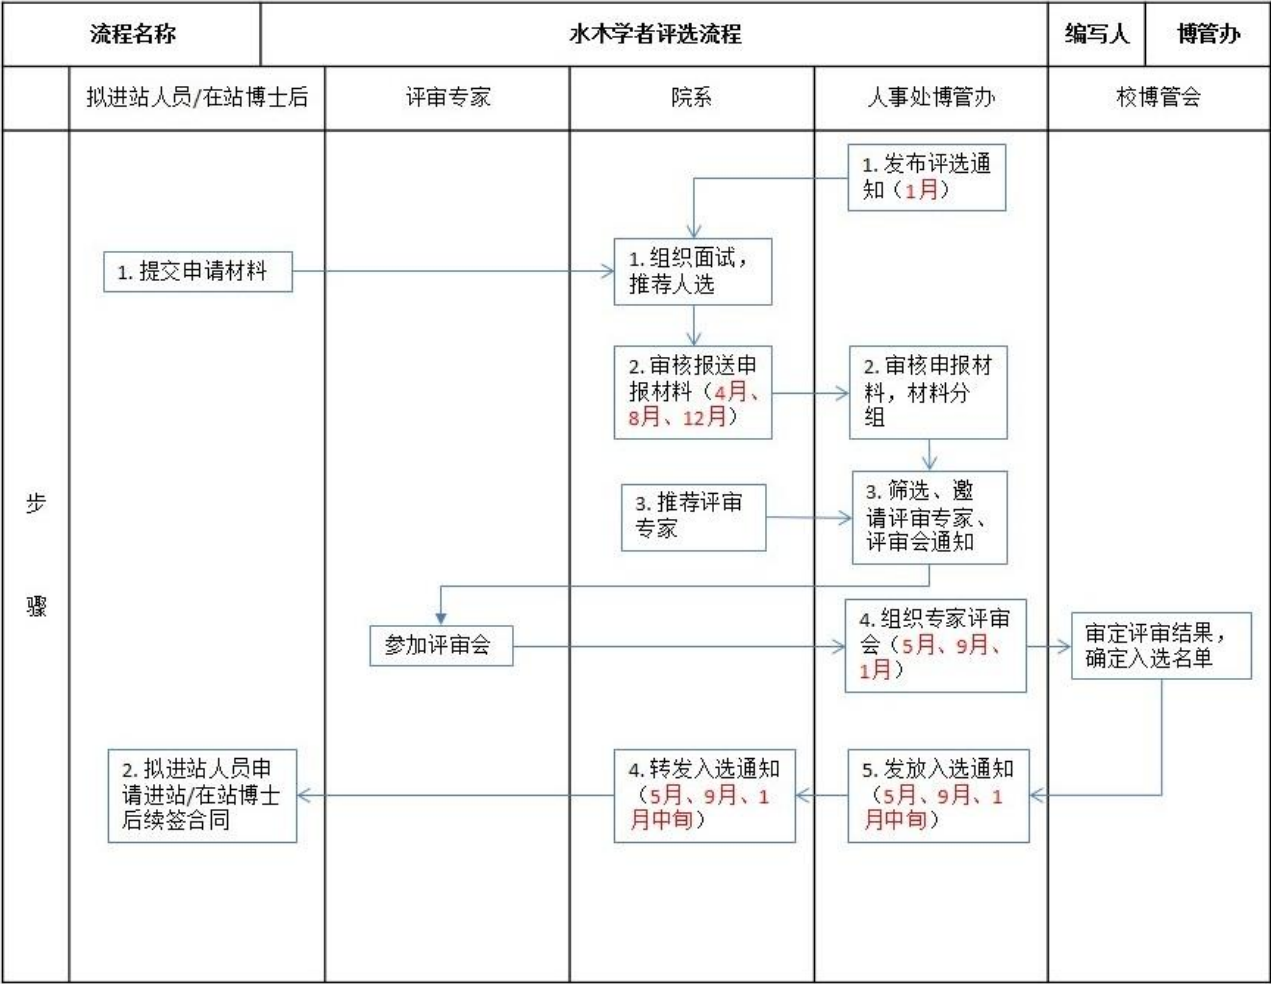 流程名称
水木学者评选流程
编写人
博管办
拟进站人员/在站博士后
评审专家
院系
人事处博管办
校博管会
步
骤
1. 发布评选通
知（1月）
1. 提交申请材料
1. 组织面试，
推荐人选
2. 审核报送申
报材料（4月、
8月、12月）
2. 审核申报材
料，材料分
组
3. 推荐评审
专家
3. 筛选、邀
请评审专家、
评审会通知
参加评审会
4. 组织专家评审
会（5月、9月、
1月）
审定评审结果，
确定入选名单
2. 拟进站人员申
请进站/在站博士
后续签合同
4. 转发入选通知
（5月、9月、1
月中旬）
5. 发放入选通知
（5月、9月、1
月中旬）